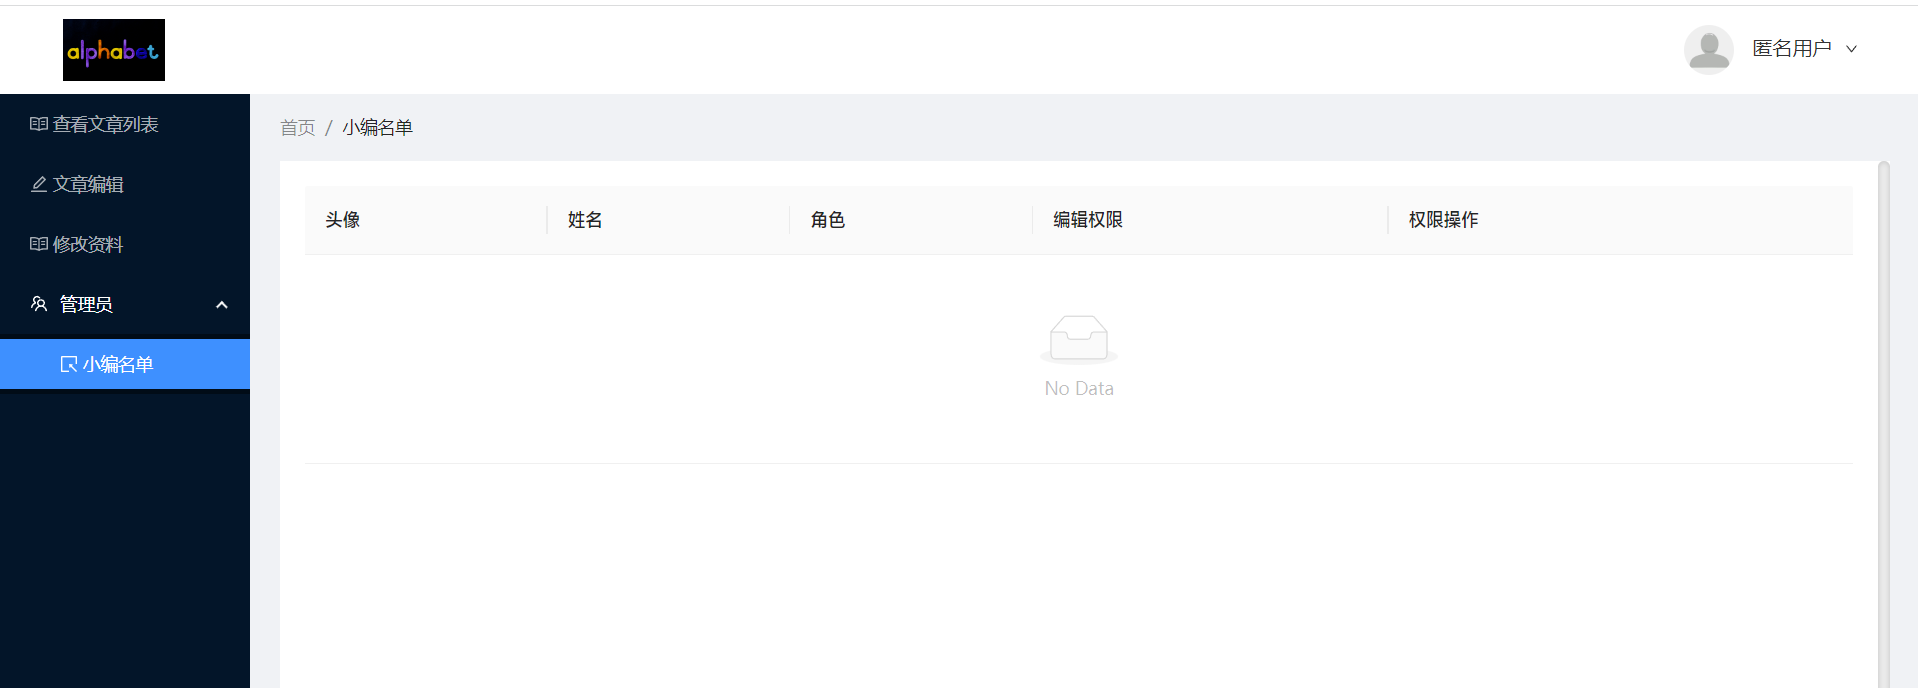 alphabet
匿名用户
查看文章列表
文章编辑
修改资料
管理员
小编名单
首页 / 小编名单
头像 姓名 角色 编辑权限 权限操作
No Data